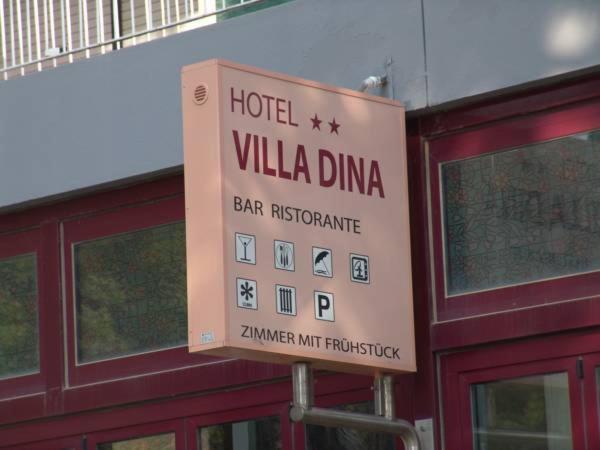 HOTEL ★★
VILLA DINA
BAR RISTORANTE
P
ZIMMER MIT FRÜHSTÜCK